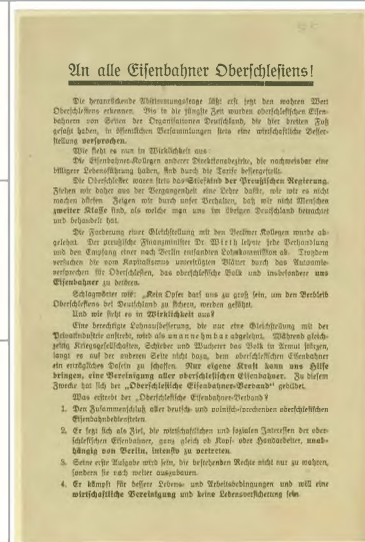 An alle Eisenbahner Oberschlesiens!
Die heranrückende Abstimmungsfrage läßt erst jetzt den wahren Wert
Oberschlesiens erkennen. Bis in die jüngste Zeit wurden oberschlesischen Eisen-
bahnern von Seiten der Organisationen Deutschlands, die hier breiten Fuß
gefaßt haben, in öffentlichen Versammlungen stets eine wirtschaftliche Besser-
stellung versprochen.
Wie sieht es nun in Wirklichkeit aus:
Die Eisenbahner-Kollegen anderer Direktionsbezirke, die nachweisbar eine
billigere Lebensführung haben, sind durch die Tarife bessergestellt.
Die Oberschlesier waren stets das Stiefkind der Preußischen Regierung.
Ziehen wir daher aus der Vergangenheit eine Lehre dafür, wie wir es nicht
machen dürfen. Zeigen wir durch unser Verhalten, daß wir nicht Menschen
zweiter Klasse sind, als welche man uns im übrigen Deutschland betrachtet
und behandelt hat.
Die Forderung einer Gleichstellung mit den Berliner Kollegen wurde ab-
gelehnt. Der preußische Finanzminister Dr. Wirth lehnte jede Verhandlung
und den Empfang einer nach Berlin entsandten Lohnkommission ab. Trotzdem
versuchen die vom Kapitalismus unterstützten Blätter durch das Autonomie-
versprechen für Oberschlesien, das oberschlesische Volk und insbesondere uns
Eisenbahner zu betören.
Schlagwörter wie: „Kein Opfer darf uns zu groß sein, um den Verbleib
Oberschlesiens bei Deutschland zu sichern, werden geführt.
Und wie sieht es in Wirklichkeit aus?
Eine berechtigte Lohnaufbesserung, die nur eine Gleichstellung mit der
Privatindustrie anstrebt, wird als unannehmbar abgelehnt. Während gleich-
zeitig Kriegsgesellschaften, Schieber und Wucherer das Volk in Armut stürzen,
langt es auf der anderen Seite nicht dazu, dem oberschlesischen Eisenbahner
ein erträgliches Dasein zu schaffen. Nur eigene Kraft kann uns Hilfe
bringen, eine Vereinigung aller oberschlesischen Eisenbahner. Zu diesem
Zwecke hat sich der „Oberschlesische Eisenbahner-Verband“ gebildet.
Was erstrebt der „Oberschlesische Eisenbahner-Verband?
1. Den Zusammenschluß aller deutsch- und polnisch-sprechenden oberschlesischen
Eisenbahnbediensteten.
2. Er setzt sich als Ziel, die wirtschaftlichen und sozialen Interessen der ober-
schlesischen Eisenbahner, ganz gleich ob Kopf- oder Handarbeiter, unab-
hängig von Berlin, intensiv zu vertreten.
3. Seine erste Aufgabe wird sein, die bestehenden Rechte nicht nur zu wahren,
sondern sie noch weiter auszubauen.
4. Er kämpft für bessere Lebens- und Arbeitsbedingungen und will eine
wirtschaftliche Vereinigung und keine Lebensversicherung sein.